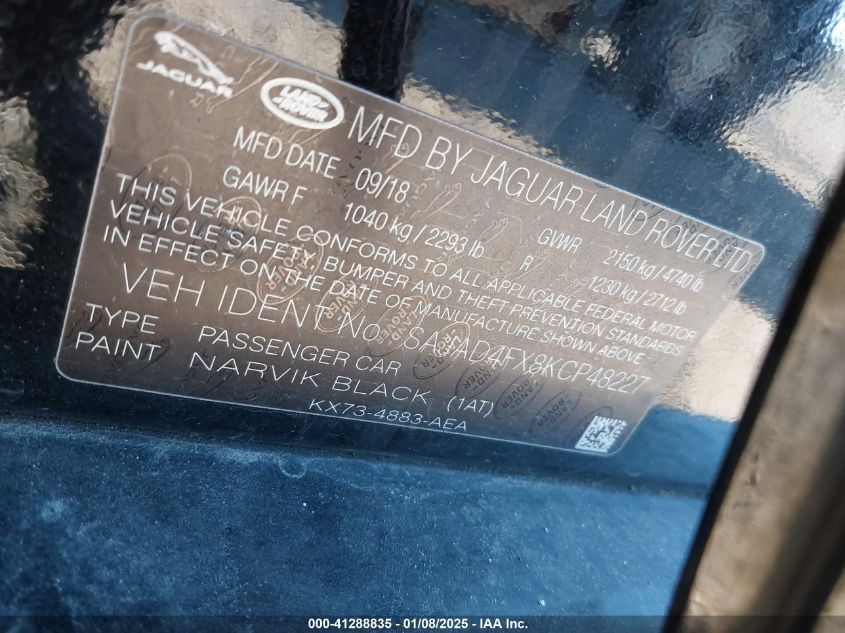 JAGUAR
LAND ROVER
MFD BY JAGUAR LAND ROVER LTD
MFD DATE 09/18 GVWR 2150 kg / 4740 lb
GAWR F 1040 kg / 2293 lb R 1230 kg / 2712 lb
THIS VEHICLE CONFORMS TO ALL APPLICABLE FEDERAL MOTOR
VEHICLE SAFETY BUMPER AND THEFT PREVENTION STANDARDS
IN EFFECT ON THE DATE OF MANUFACTURE SHOWN ABOVE
VEH IDENT NO.
TYPE PASSENGER CAR
PAINT NARVIK BLACK (1AT)
KX73-4883-AEA
000-41288835 - 01/08/2025 - IAA Inc.